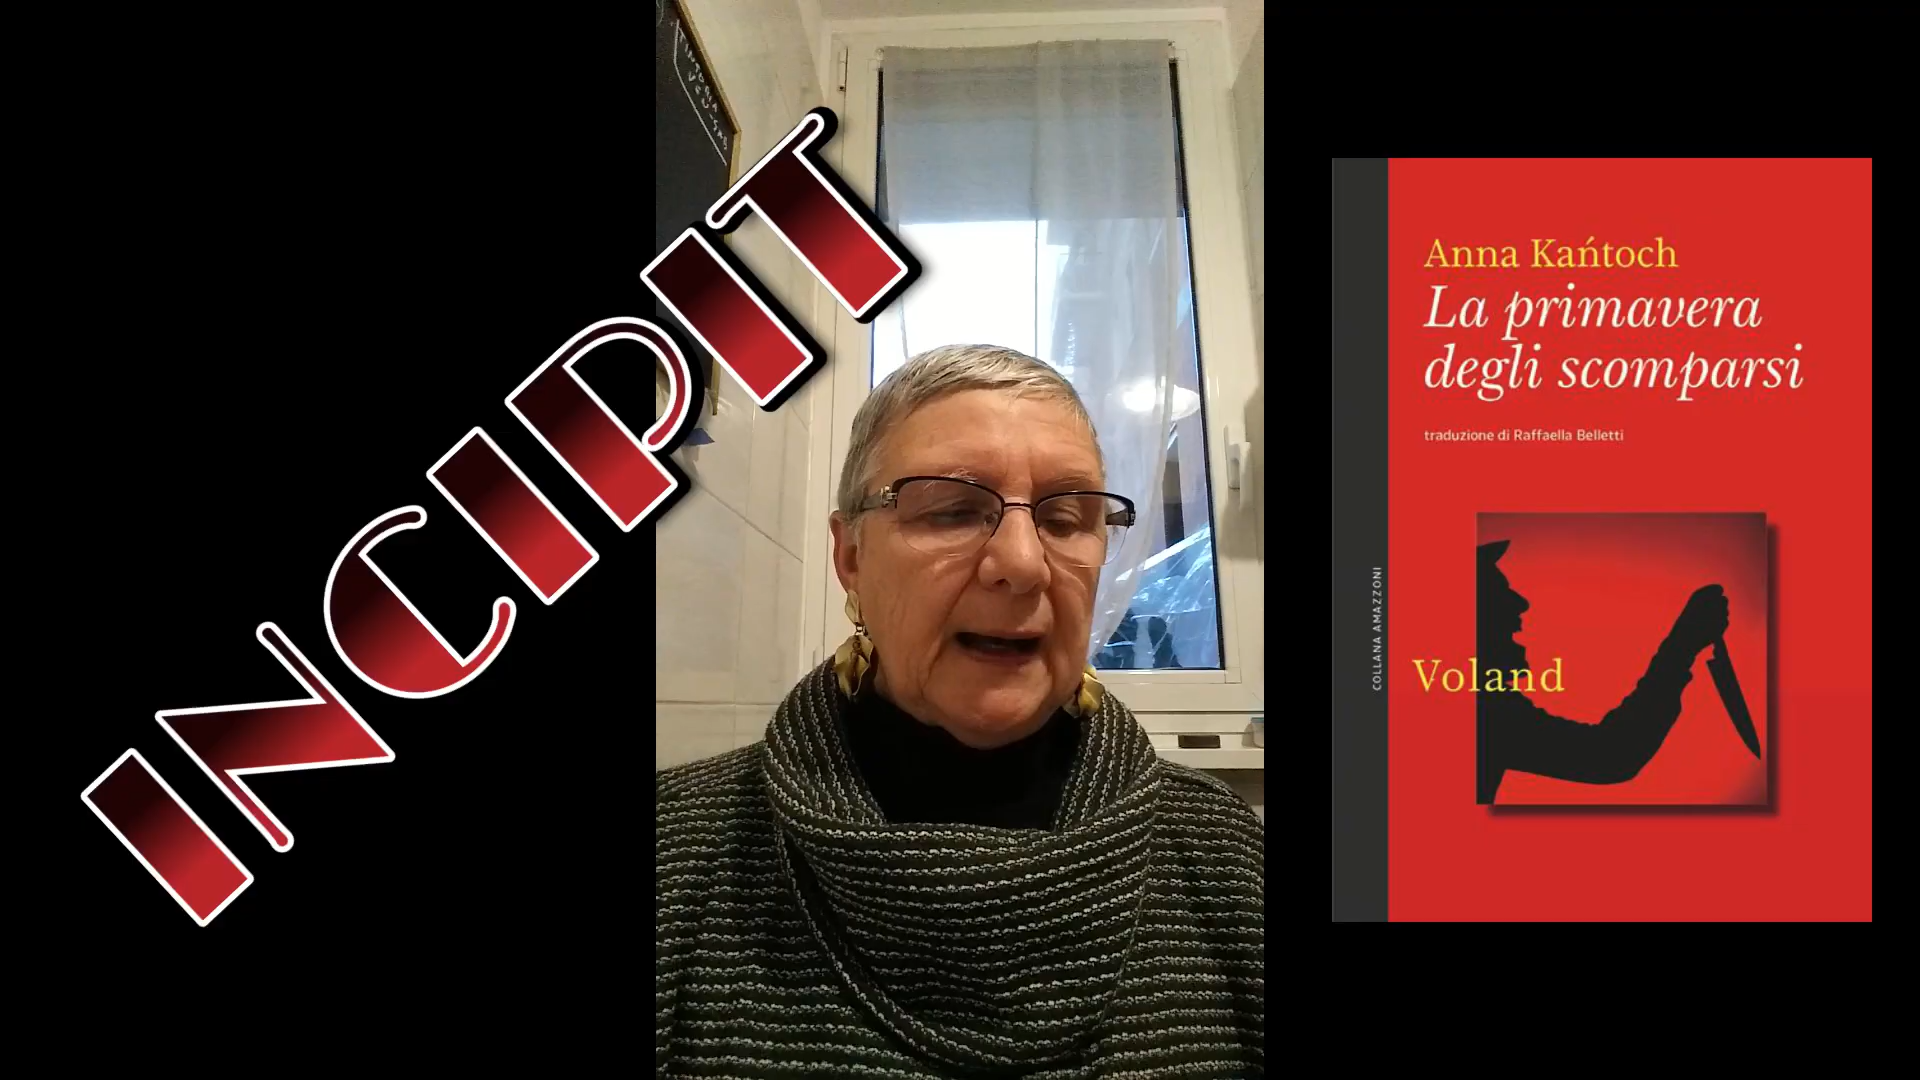 INCIPIT
Anna Kańtoch
La primavera
degli scomparsi
traduzione di Raffaella Belletti
COLLANA AMAZZONI
Voland